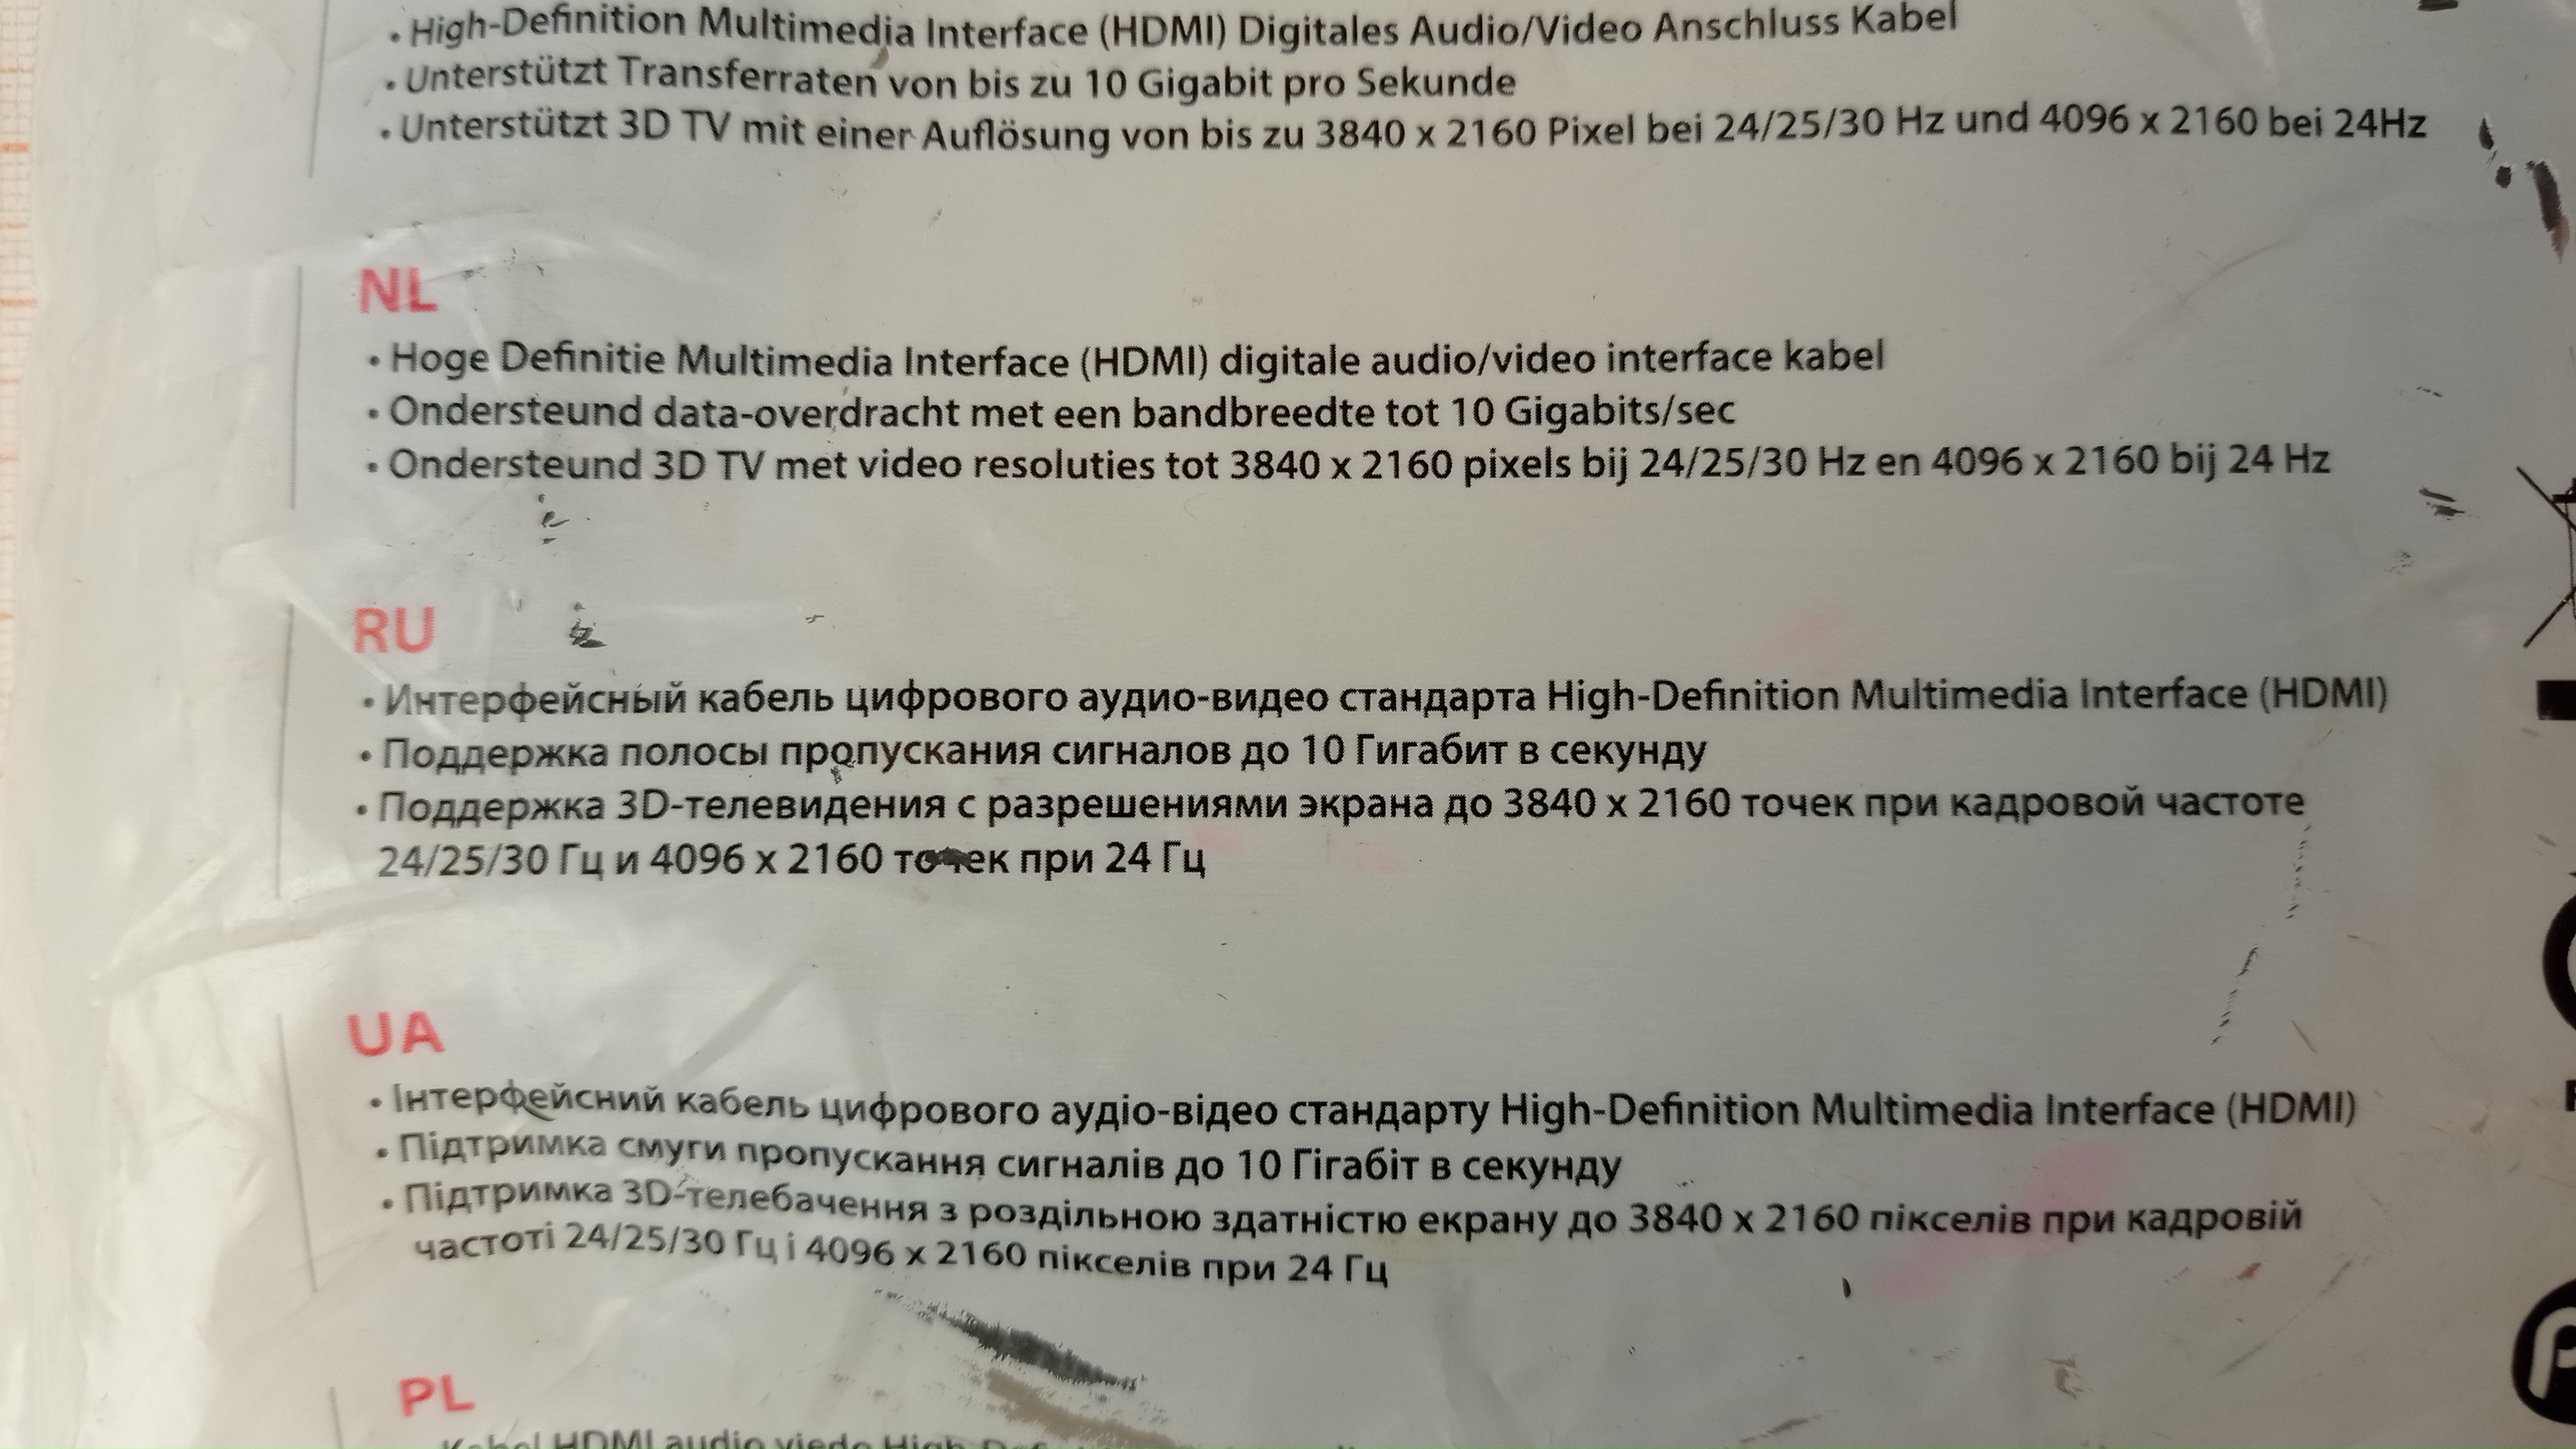 • High-Definition Multimedia Interface (HDMI) Digitales Audio/Video Anschluss Kabel
• Unterstützt Transferraten von bis zu 10 Gigabit pro Sekunde
• Unterstützt 3D TV mit einer Auflösung von bis zu 3840 x 2160 Pixel bei 24/25/30 Hz und 4096 x 2160 bei 24Hz
NL
• Hoge Definitie Multimedia Interface (HDMI) digitale audio/video interface kabel
• Ondersteund data-overdracht met een bandbreedte tot 10 Gigabits/sec
• Ondersteund 3D TV met video resoluties tot 3840 x 2160 pixels bij 24/25/30 Hz en 4096 x 2160 bij 24 Hz
RU
• Интерфейсный кабель цифрового аудио-видео стандарта High-Definition Multimedia Interface (HDMI)
• Поддержка полосы пропускания сигналов до 10 Гигабит в секунду
• Поддержка 3D-телевидения с разрешениями экрана до 3840 x 2160 точек при кадровой частоте
24/25/30 Гц и 4096 x 2160 точек при 24 Гц
UA
• Інтерфейсний кабель цифрового аудіо-відео стандарту High-Definition Multimedia Interface (HDMI)
• Підтримка смуги пропускання сигналів до 10 Гігабіт в секунду
• Підтримка 3D-телебачення з роздільною здатністю екрану до 3840 x 2160 пікселів при кадровій
частоті 24/25/30 Гц і 4096 x 2160 пікселів при 24 Гц
PL
Kabel HDMI audio viedo High